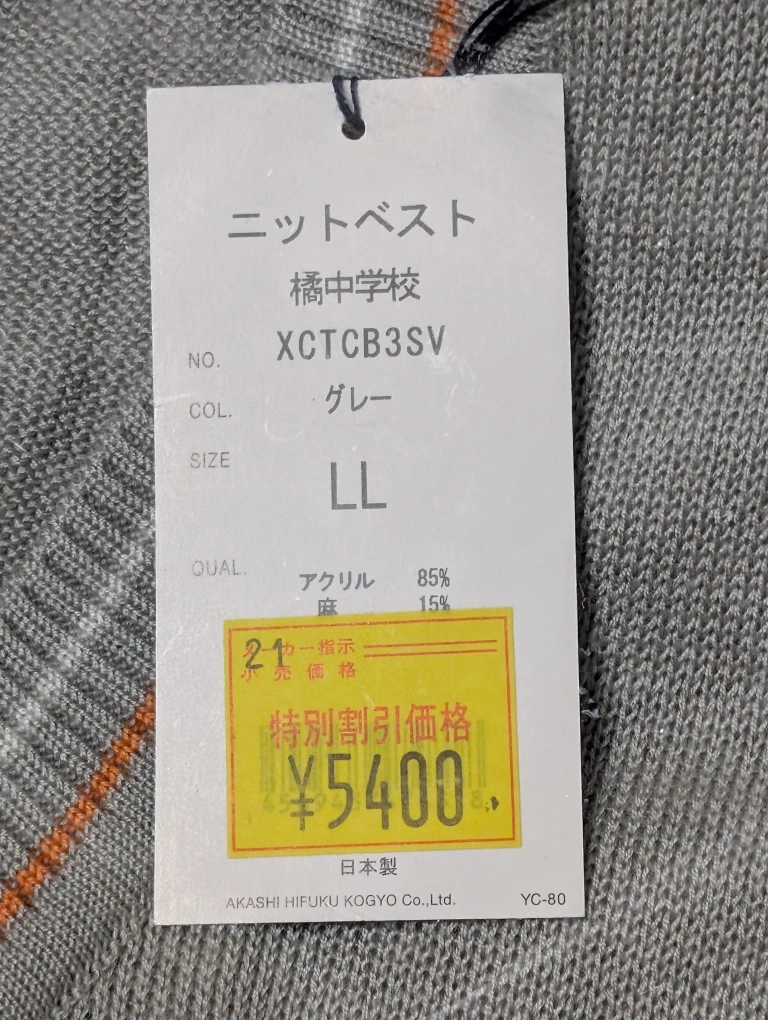 ニットベスト
橘中学校
NO. XCTCB3SV
COL. グレー
SIZE LL
QUAL. アクリル 85%
麻 15%
21
メーカー指示
小売価格
特別割引価格
¥5400
日本製
AKASHI HIFUKU KOGYO Co.,Ltd. YC-80